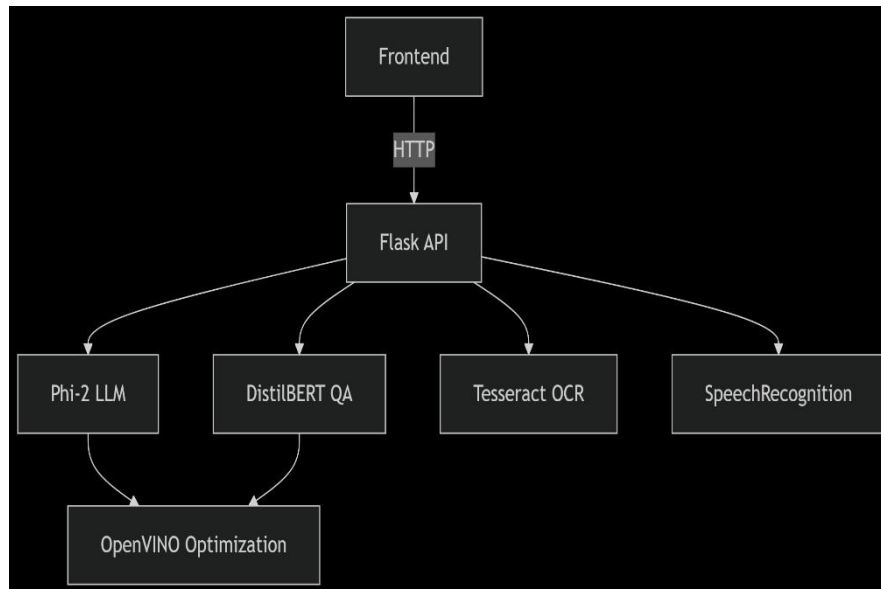 Frontend
HTTP
Flask API
Phi-2 LLM
DistilBERT QA
Tesseract OCR
SpeechRecognition
OpenVINO Optimization